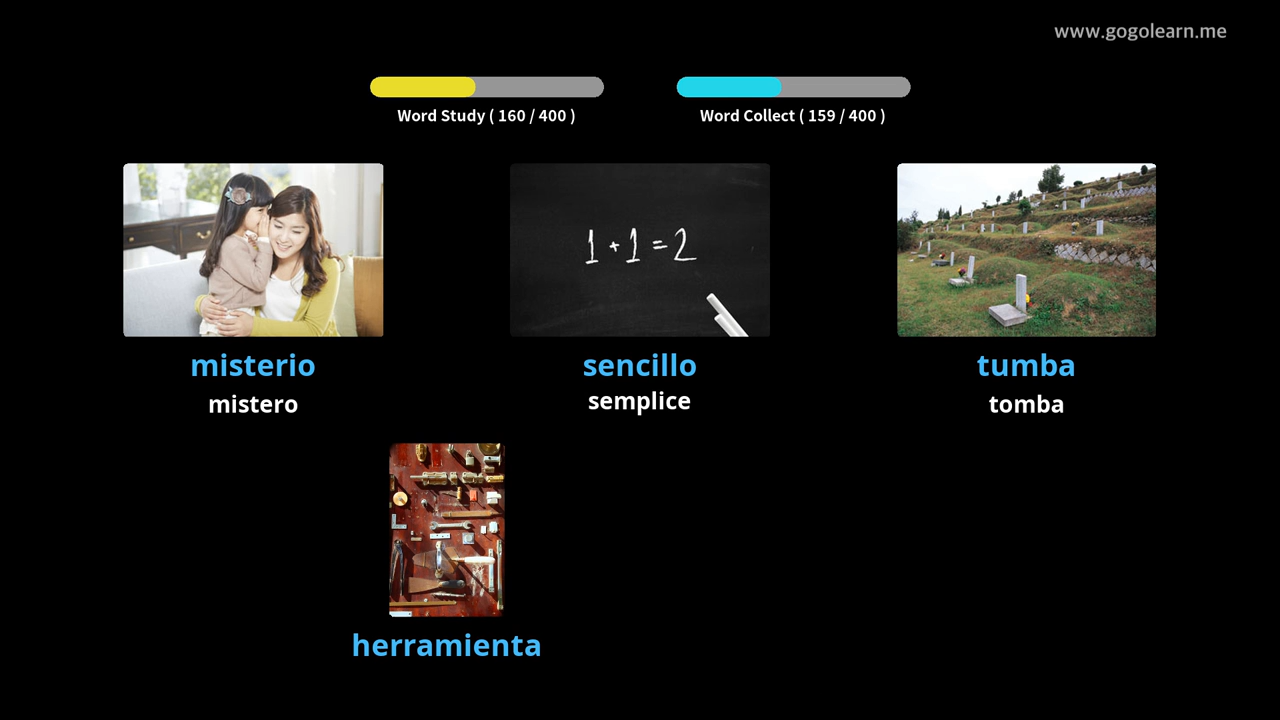 www.gogolearn.me
Word Study ( 160 / 400 )
Word Collect ( 159 / 400 )
1 + 1 = 2
misterio
sencillo
tumba
mistero
semplice
tomba
herramienta